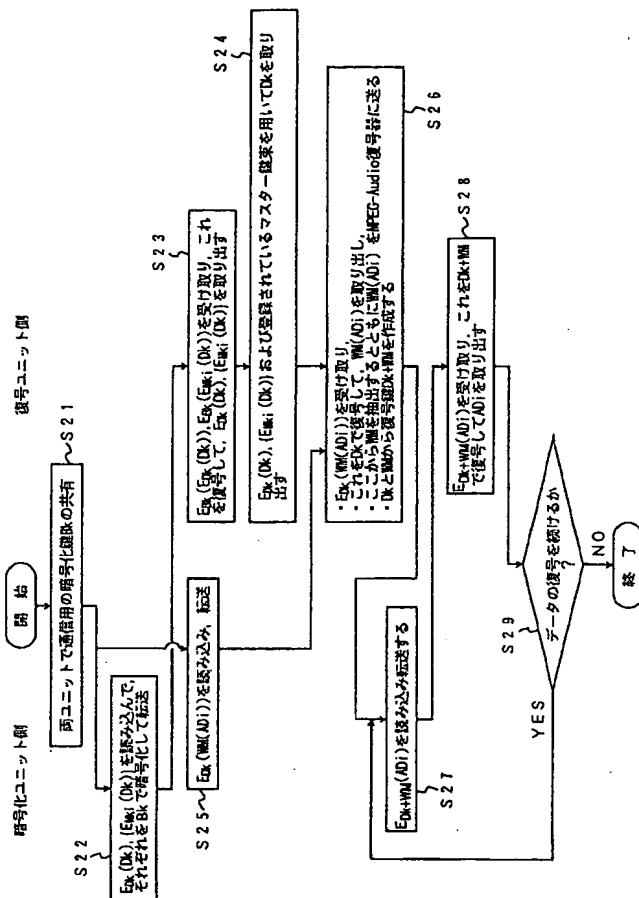 暗号化ユニット側
復号ユニット側
開 始
両ユニットで通信用の暗号化鍵Bkの共有
S21
EDk(Dk),{EMki(Dk)}を読み込んで,
それぞれをBkで暗号化して転送
S22
EBk(EDk(Dk)),EBk(EMki(Dk))を受け取り, これ
を復号して, EDk(Dk),{EMki(Dk)}を取り出す
S23
EDk(Dk),{EMki(Dk)}および登録されているマスター鍵束を用いてDkを取り
出す
S24
EDk(WM(ADi))を読み込み, 転送
S25
・EDk(WM(ADi))を受け取り,
・これをDkで復号して, WM(ADi)を取り出し,
・ここからWMを抽出するとともにWM(ADi)をMPEG-Audio復号器に送る
・DkとWMから復号鍵Dk+WMを作成する
S26
EDk+WM(ADi)を読み込み転送する
S27
EDk+WM(ADi)を受け取り, これをDk+WM
で復号してADiを取り出す
S28
データの復号を続けるか
?
S29
YES
NO
終 了